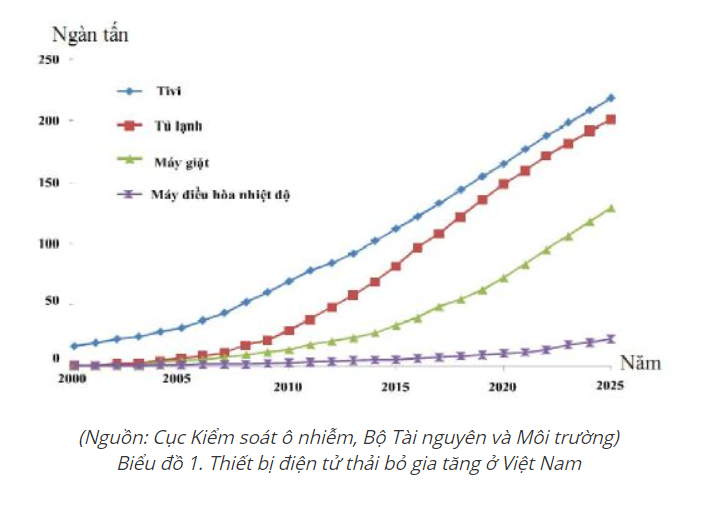 Ngàn tấn
250
Tivi
200
Tủ lạnh
Máy giặt
150
Máy điều hòa nhiệt độ
100
50
0
Năm
2000 2005 2010 2015 2020 2025
(Nguồn: Cục Kiểm soát ô nhiễm, Bộ Tài nguyên và Môi trường)
Biểu đồ 1. Thiết bị điện tử thải bỏ gia tăng ở Việt Nam